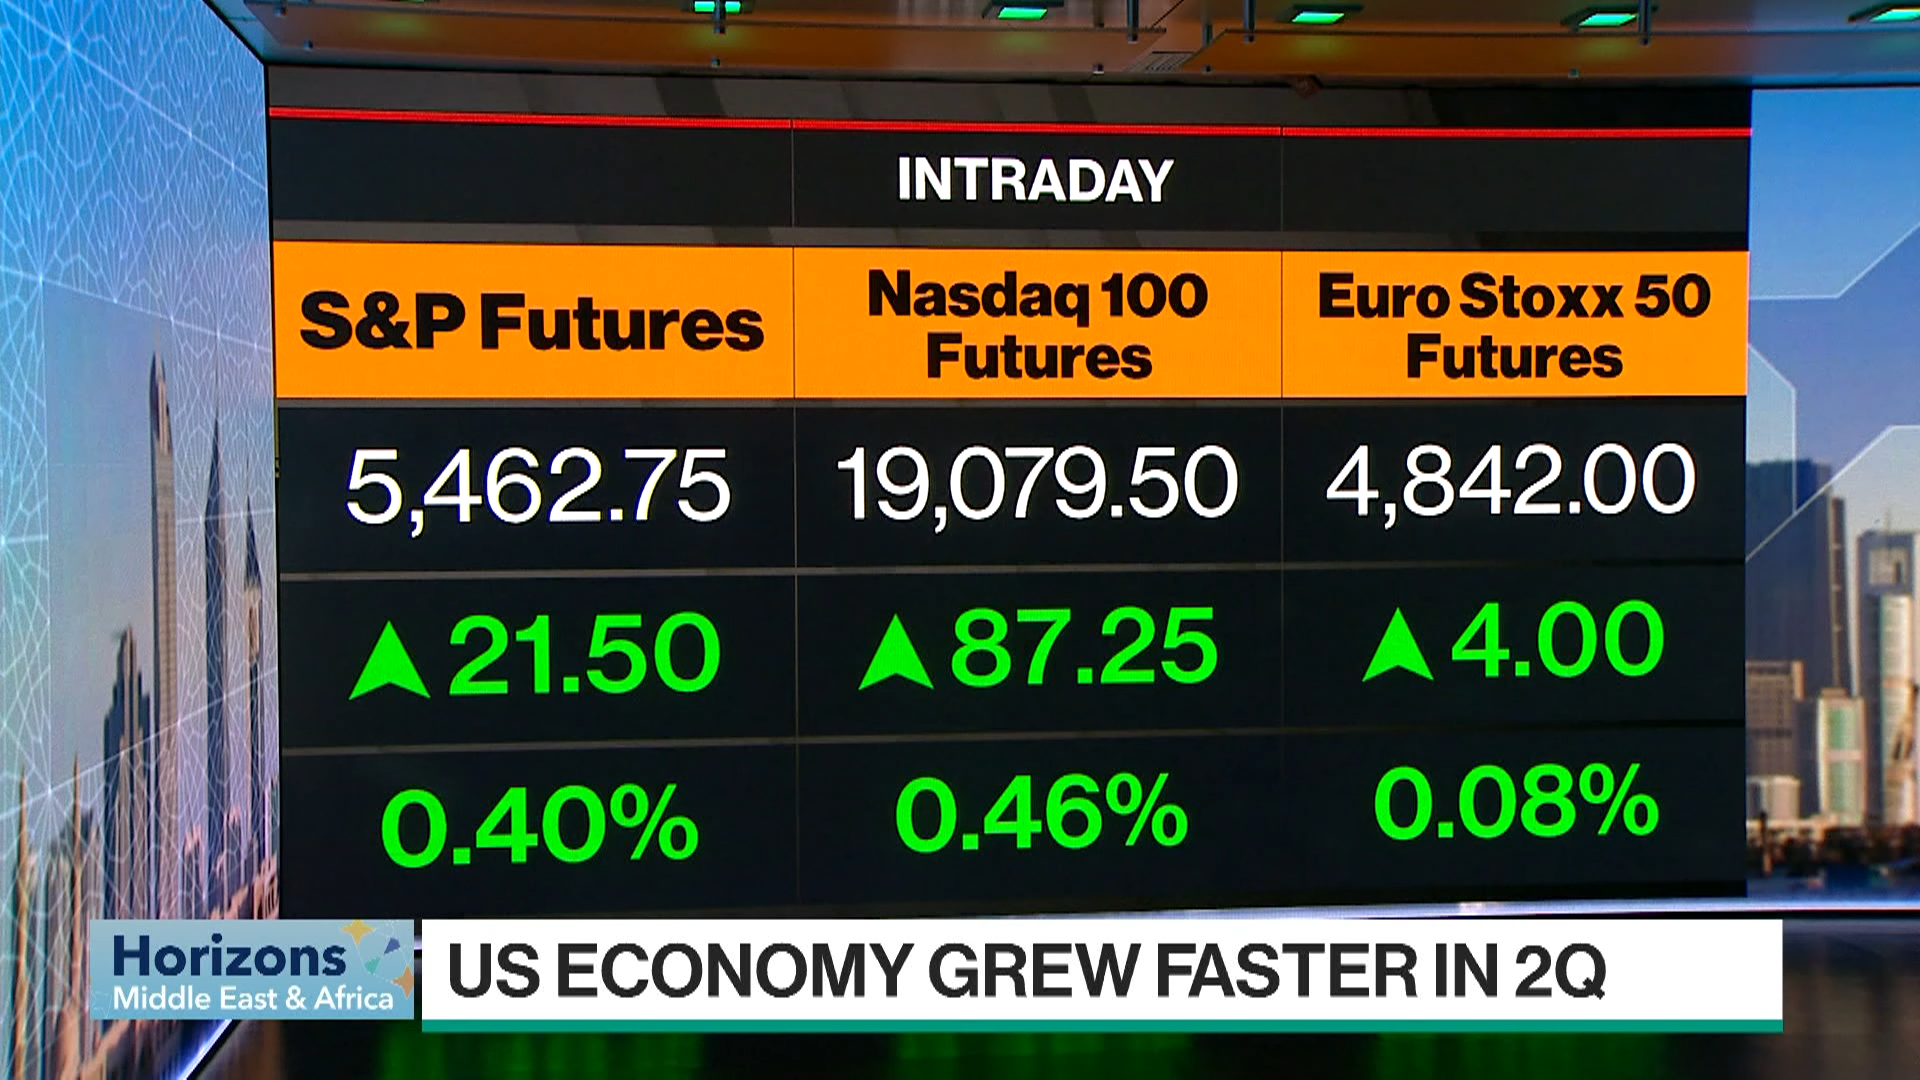 INTRADAY
S&P Futures
Nasdaq 100
Futures
Euro Stoxx 50
Futures
5,462.75
19,079.50
4,842.00
▲21.50
▲87.25
▲4.00
0.40%
0.46%
0.08%
Horizons
Middle East & Africa
US ECONOMY GREW FASTER IN 2Q